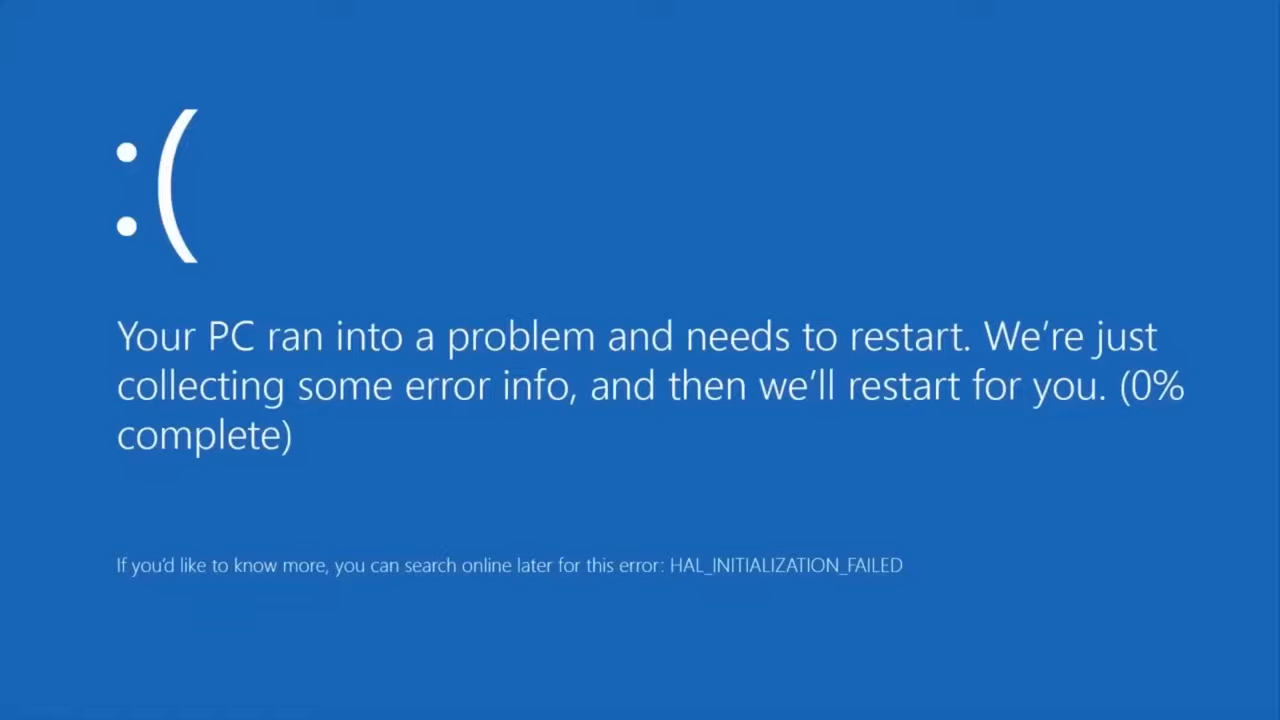 :(
Your PC ran into a problem and needs to restart. We're just
collecting some error info, and then we'll restart for you. (0%
complete)
If you'd like to know more, you can search online later for this error: HAL_INITIALIZATION_FAILED